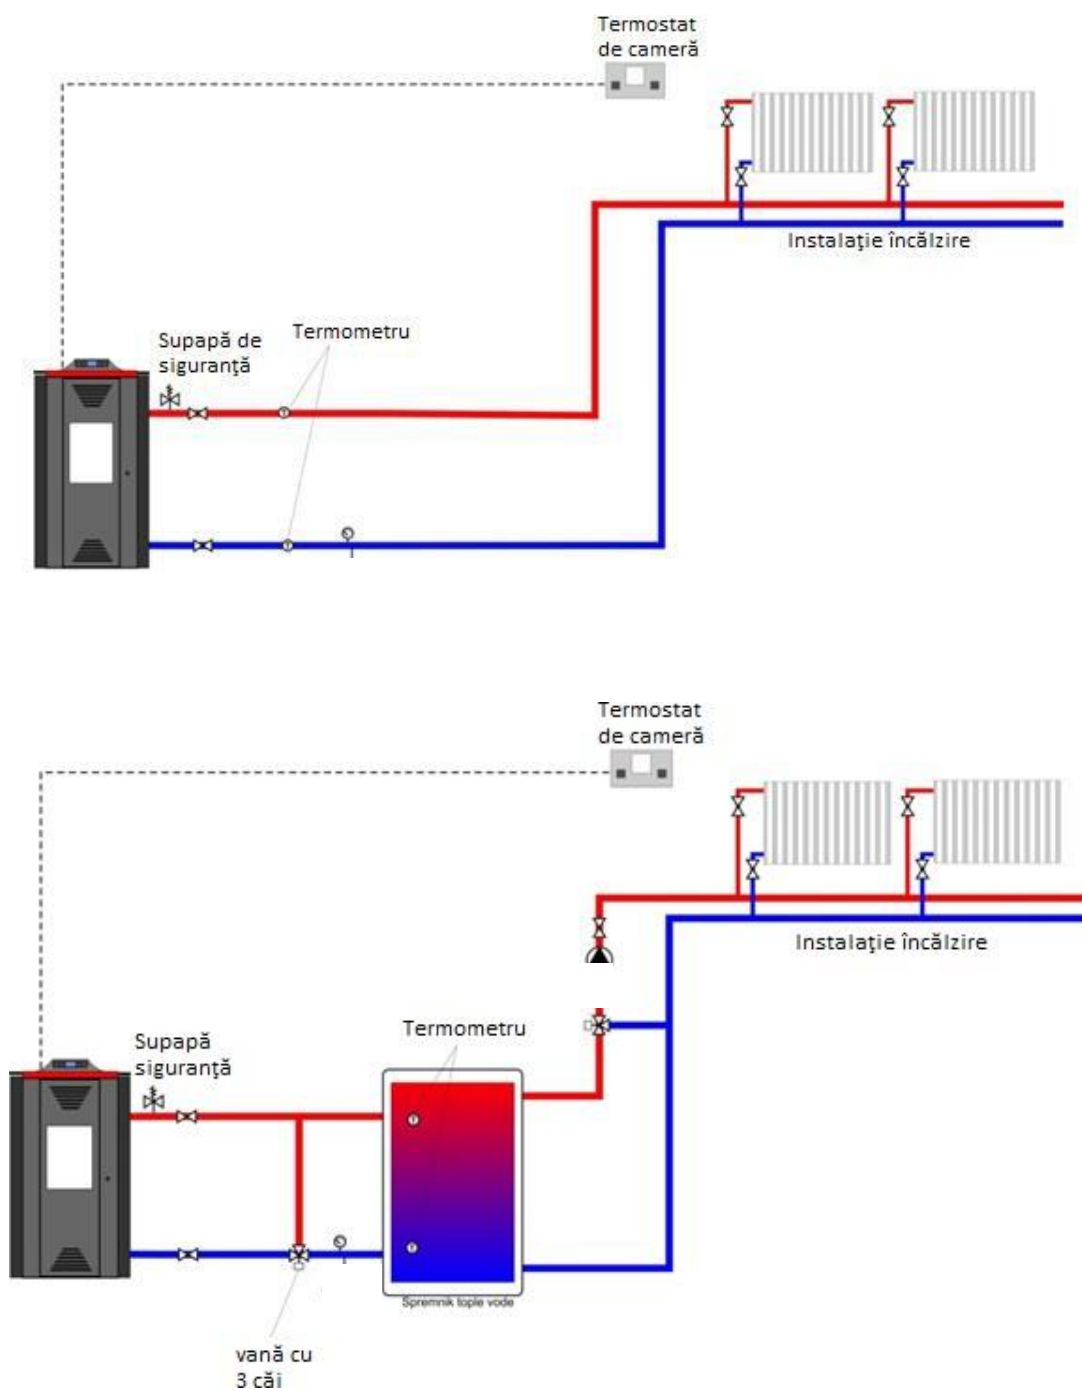 Termostat
de cameră
Instalaţie încălzire
Termometru
Supapă de
siguranţă
Termostat
de cameră
Instalaţie încălzire
Supapă
siguranţă
Termometru
Spremnik tople vode
vană cu
3 căi